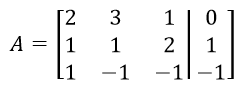 A = [2 3 1 | 0
1 1 2 | 1
1 -1 -1 | -1]